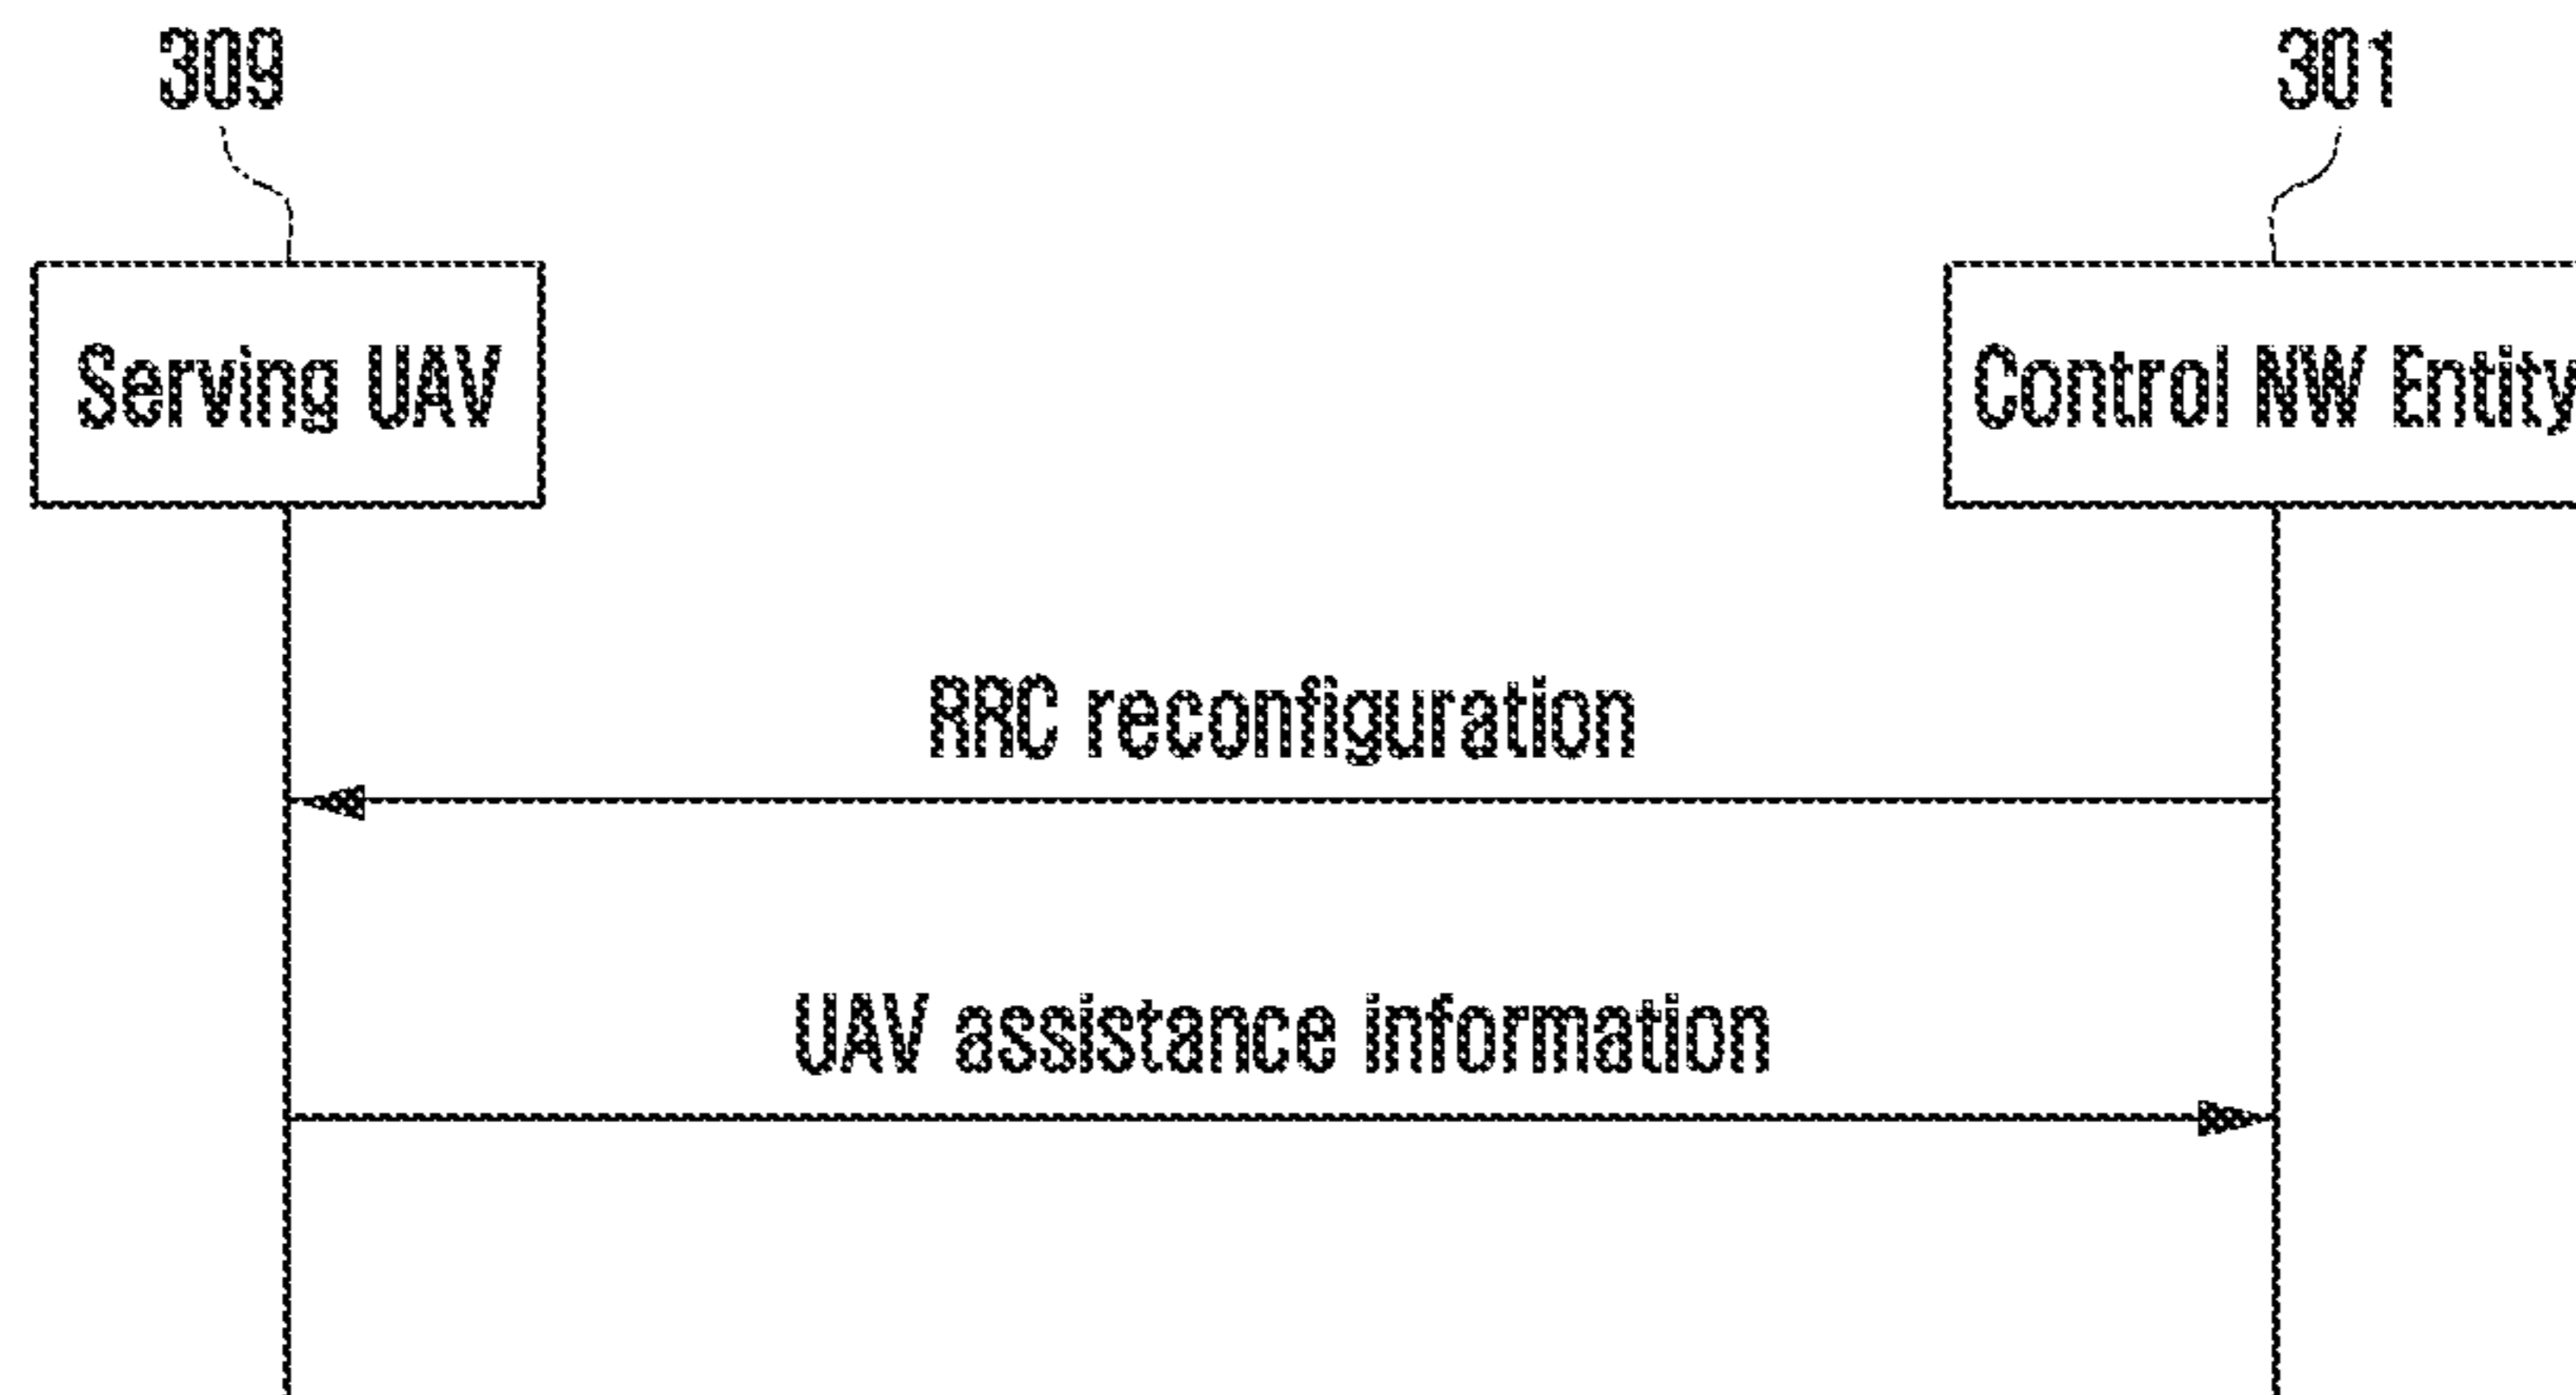 309
301
Serving UAV
Control NW Entity
RRC reconfiguration
UAV assistance information